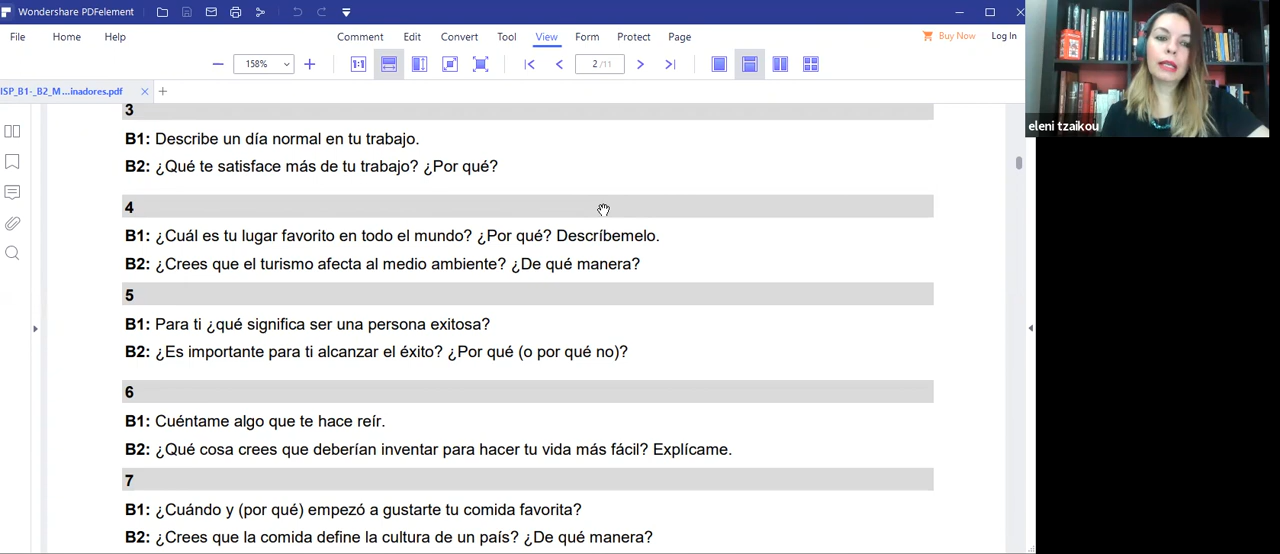 Wondershare PDFelement
File Home Help Comment Edit Convert Tool View Form Protect Page Buy Now Log In
158% 1:1 2 /11
ISP_B1-_B2_M...inadores.pdf
eleni tzaikou
3
B1: Describe un día normal en tu trabajo.
B2: ¿Qué te satisface más de tu trabajo? ¿Por qué?
4
B1: ¿Cuál es tu lugar favorito en todo el mundo? ¿Por qué? Descríbemelo.
B2: ¿Crees que el turismo afecta al medio ambiente? ¿De qué manera?
5
B1: Para ti ¿qué significa ser una persona exitosa?
B2: ¿Es importante para ti alcanzar el éxito? ¿Por qué (o por qué no)?
6
B1: Cuéntame algo que te hace reír.
B2: ¿Qué cosa crees que deberían inventar para hacer tu vida más fácil? Explícame.
7
B1: ¿Cuándo y (por qué) empezó a gustarte tu comida favorita?
B2: ¿Crees que la comida define la cultura de un país? ¿De qué manera?